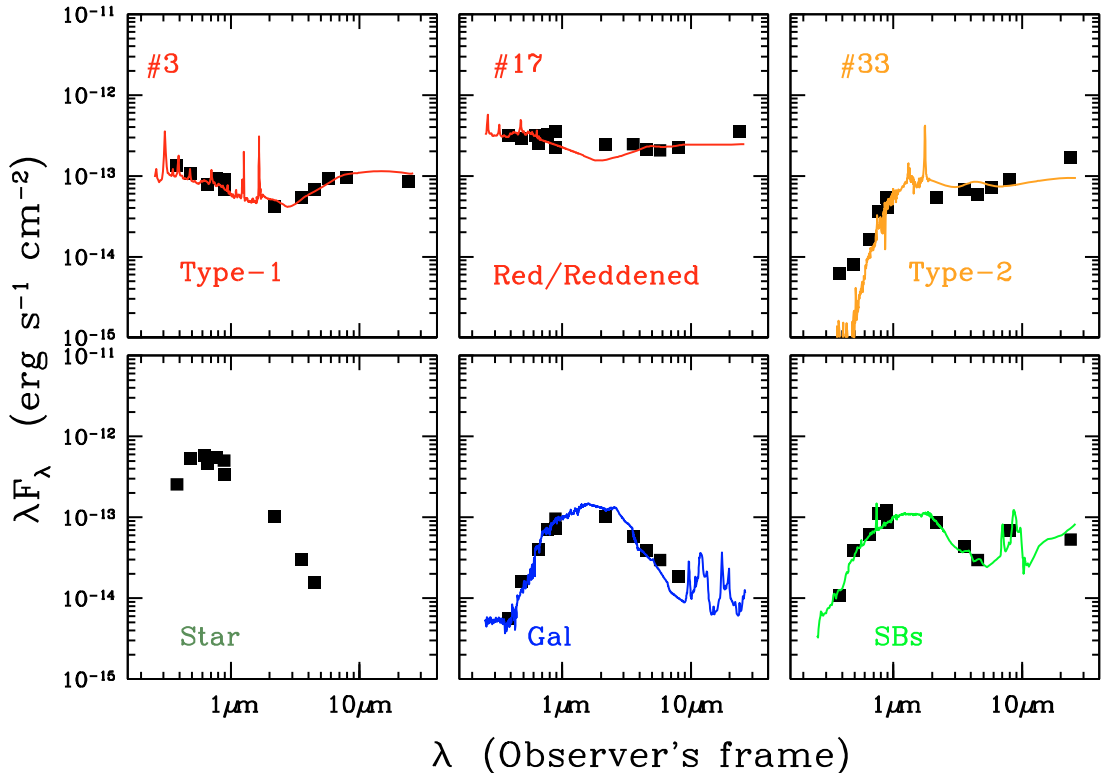 10⁻¹¹
10⁻¹²
10⁻¹³
10⁻¹⁴
10⁻¹⁵
#3
Type-1
#17
Red/Reddened
#33
Type-2
10⁻¹¹
10⁻¹²
10⁻¹³
10⁻¹⁴
10⁻¹⁵
Star
Gal
SBs
1μm 10μm
1μm 10μm
1μm 10μm
λF_λ (erg s⁻¹ cm⁻²)
λ (Observer's frame)